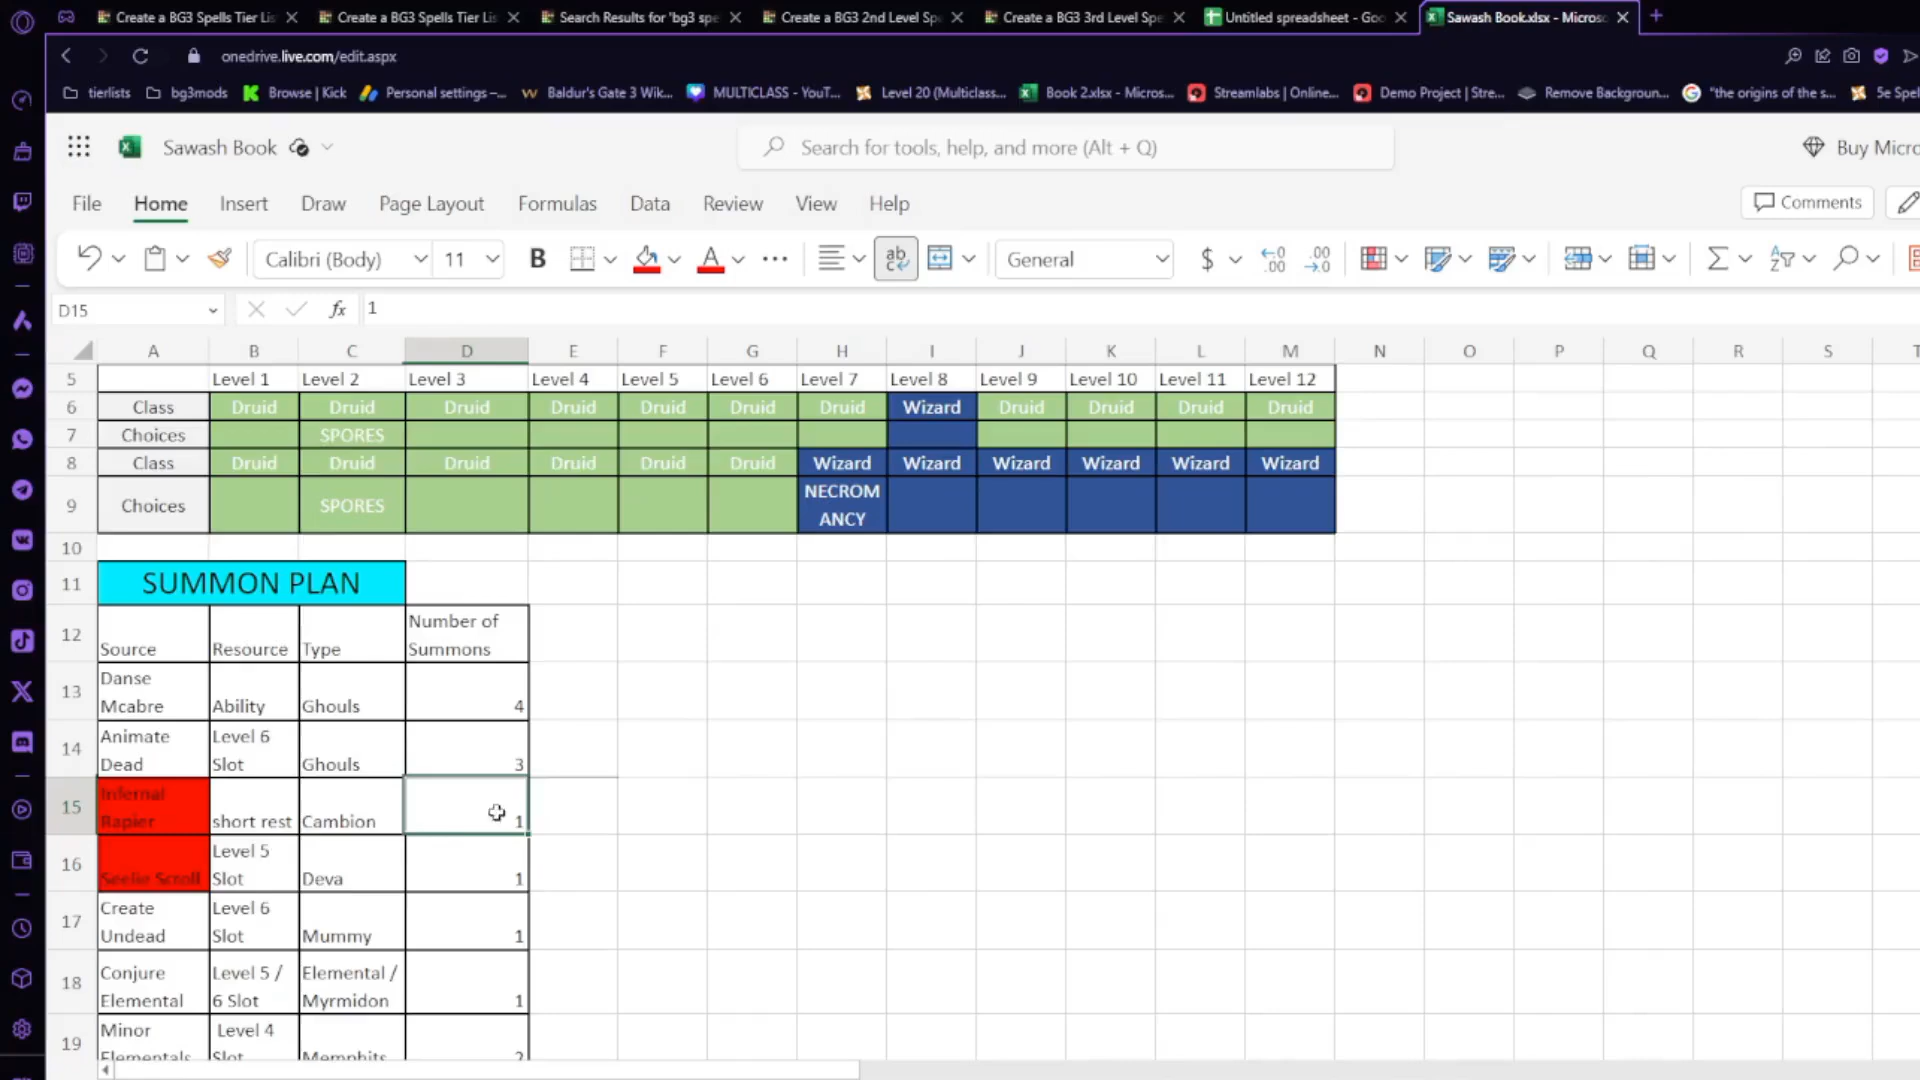 Create a BG3 Spells Tier Lis
Create a BG3 Spells Tier Lis
Search Results for 'bg3 spe
Create a BG3 2nd Level Sp
Create a BG3 3rd Level Spe
Untitled spreadsheet - Goo
Sawash Book.xlsx - Microso
onedrive.live.com/edit.aspx
tierlists
bg3mods
Browse | Kick
Personal settings –...
Baldur's Gate 3 Wik...
MULTICLASS - YouT...
Level 20 (Multiclass...
Book 2.xlsx - Micros...
Streamlabs | Online...
Demo Project | Stre...
Remove Backgroun...
"the origins of the s...
5e Spel
Sawash Book
Search for tools, help, and more (Alt + Q)
Buy Micro
File Home Insert Draw Page Layout Formulas Data Review View Help
Comments
Calibri (Body) 11 B A General $
D15 fx 1
A B C D E F G H I J K L M N O P Q R S T
5 Level 1 Level 2 Level 3 Level 4 Level 5 Level 6 Level 7 Level 8 Level 9 Level 10 Level 11 Level 12
6 Class Druid Druid Druid Druid Druid Druid Druid Wizard Druid Druid Druid Druid
7 Choices SPORES
8 Class Druid Druid Druid Druid Druid Druid Wizard Wizard Wizard Wizard Wizard Wizard
9 Choices SPORES NECROM
ANCY
10
11 SUMMON PLAN
12 Source Resource Type Number of
Summons
13 Danse
Mcabre Ability Ghouls 4
14 Animate
Dead Level 6
Slot Ghouls 3
15 Infernal
Rapier short rest Cambion 1
16 Seelie Scroll Level 5
Slot Deva 1
17 Create
Undead Level 6
Slot Mummy 1
18 Conjure
Elemental Level 5 /
6 Slot Elemental /
Myrmidon 1
19 Minor
Elementals Level 4
Slot Memphits 2